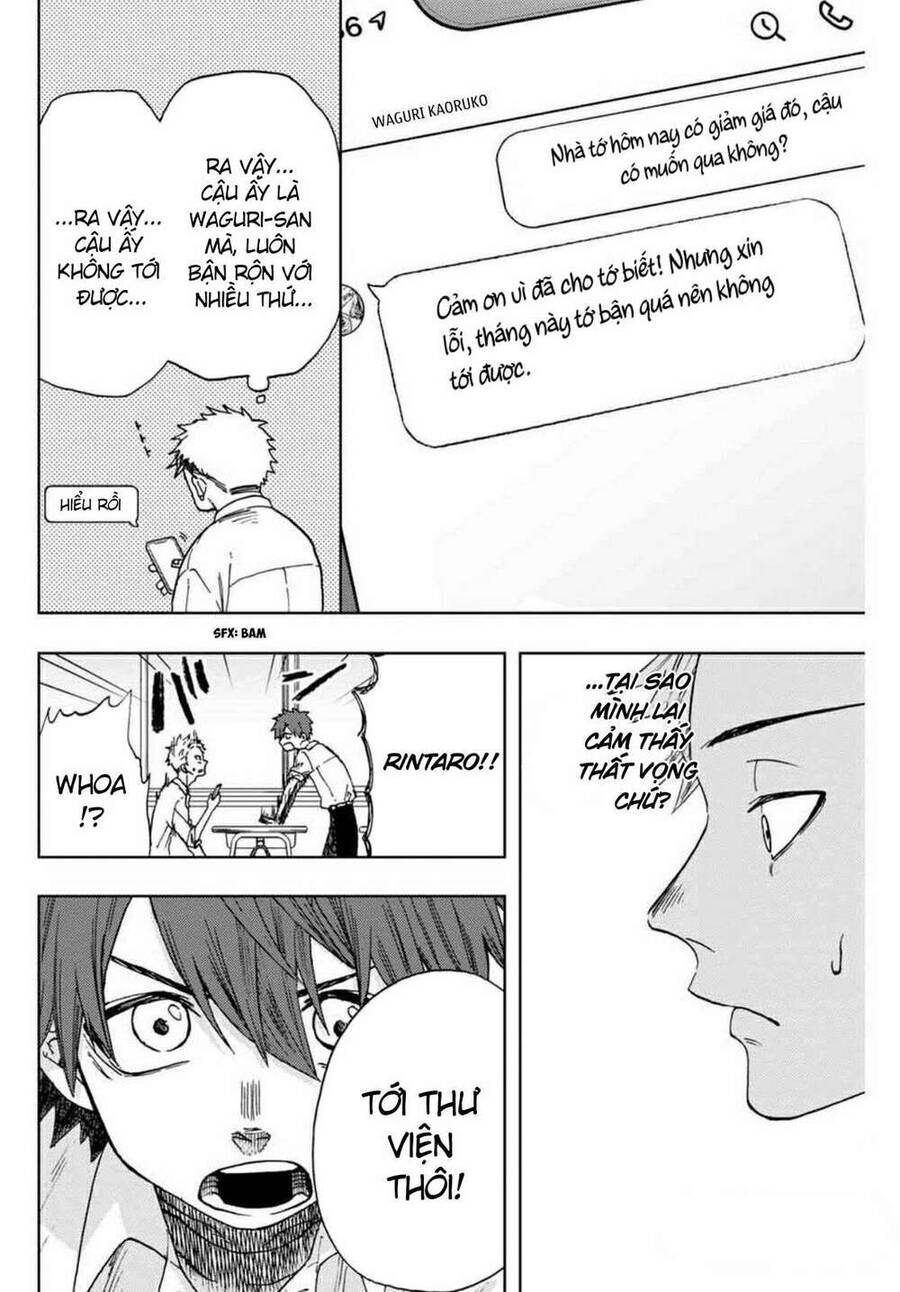 .86
WAGURI KAORUKO
Nhà tớ hôm nay có giảm giá đó, cậu
có muốn qua không?
Cảm ơn vì đã cho tớ biết! Nhưng xin
lỗi, tháng này tớ bận quá nên không
tới được.
RA VẬY...
CẬU ẤY LÀ
WAGURI-SAN
MÀ, LUÔN
BẬN RỘN VỚI
NHIỀU THỨ...
...RA VẬY...
CẬU ẤY
KHÔNG TỚI
ĐƯỢC...
HIỂU RỒI
SFX: BAM
...TẠI SAO
MÌNH LẠI
CẢM THẤY
THẤT VỌNG
CHỨ?
RINTARO!!
WHOA
!?
TỚI THƯ
VIỆN
THÔI!